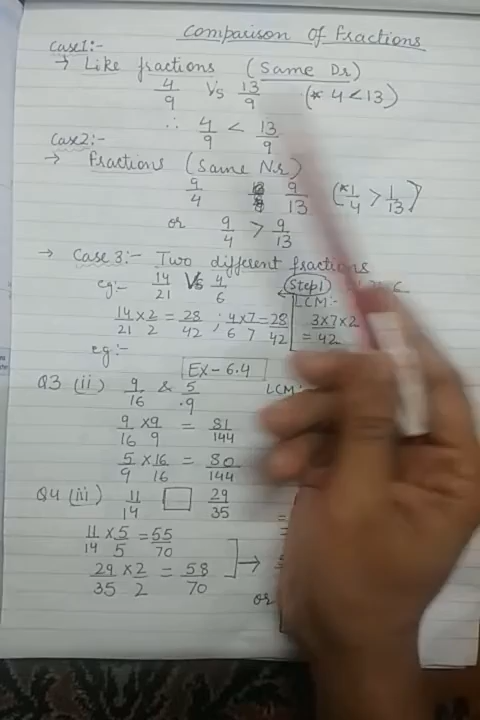 Comparison Of Fractions
Case1:-
→ Like fractions (Same Dr)
4/9 Vs 13/9 (* 4 < 13)
∴ 4/9 < 13/9
Case2:-
→ Fractions (Same Nr)
9/4 9/13 (* 1/4 > 1/13)
or 9/4 > 9/13
→ Case 3:- Two different fractions
eg:- 14/21 Vs 4/6 Step1
LCM:-
14/21 × 2/2 = 28/42 ; 4/6 × 7/7 = 28/42 3×7×2
= 42
eg:-
Ex-6.4
Q3 (ii) 9/16 & 5/9 LCM:
9/16 × 9/9 = 81/144
5/9 × 16/16 = 80/144
Q4 (iii) 11/14 □ 29/35
11/14 × 5/5 = 55/70
29/35 × 2/2 = 58/70 →
or